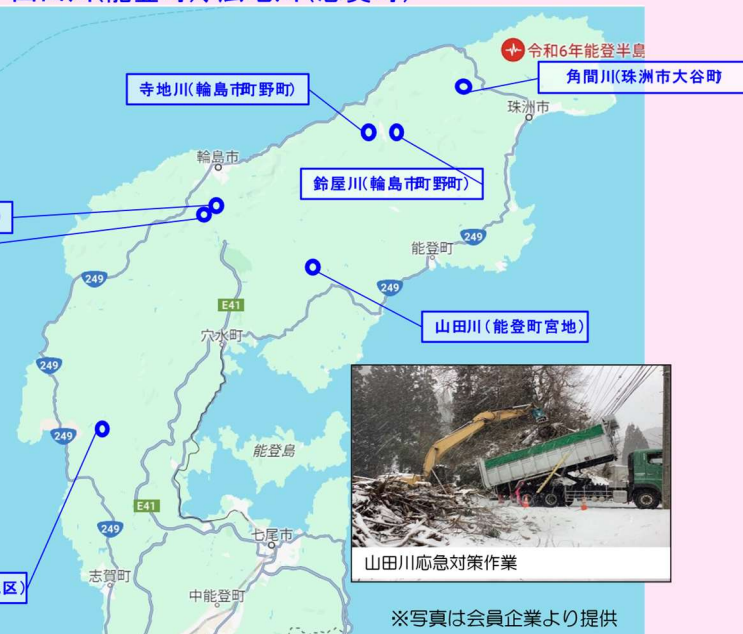 令和6年能登半島
寺地川(輪島市町野町)
角間川(珠洲市大谷町)
珠洲市
輪島市
鈴屋川(輪島市町野町)
249
能登町
249
249
E41
山田川(能登町宮地)
穴水町
249
249
能登島
E41
249
七尾市
山田川応急対策作業
区)
志賀町
中能登町
※写真は会員企業より提供